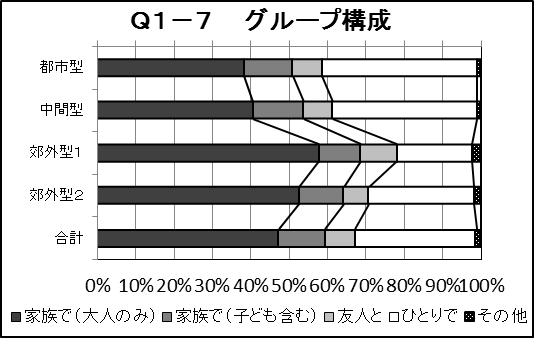 Q1-7 グループ構成
都市型
中間型
郊外型1
郊外型2
合計
0% 10% 20% 30% 40% 50% 60% 70% 80% 90% 100%
家族で(大人のみ) 家族で(子ども含む) 友人と ひとりで その他